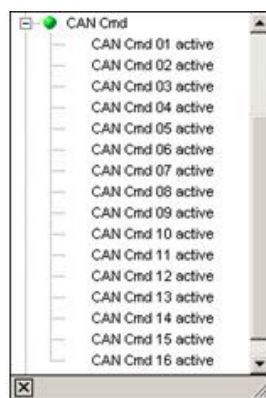 CAN Cmd
CAN Cmd 01 active
CAN Cmd 02 active
CAN Cmd 03 active
CAN Cmd 04 active
CAN Cmd 05 active
CAN Cmd 06 active
CAN Cmd 07 active
CAN Cmd 08 active
CAN Cmd 09 active
CAN Cmd 10 active
CAN Cmd 11 active
CAN Cmd 12 active
CAN Cmd 13 active
CAN Cmd 14 active
CAN Cmd 15 active
CAN Cmd 16 active